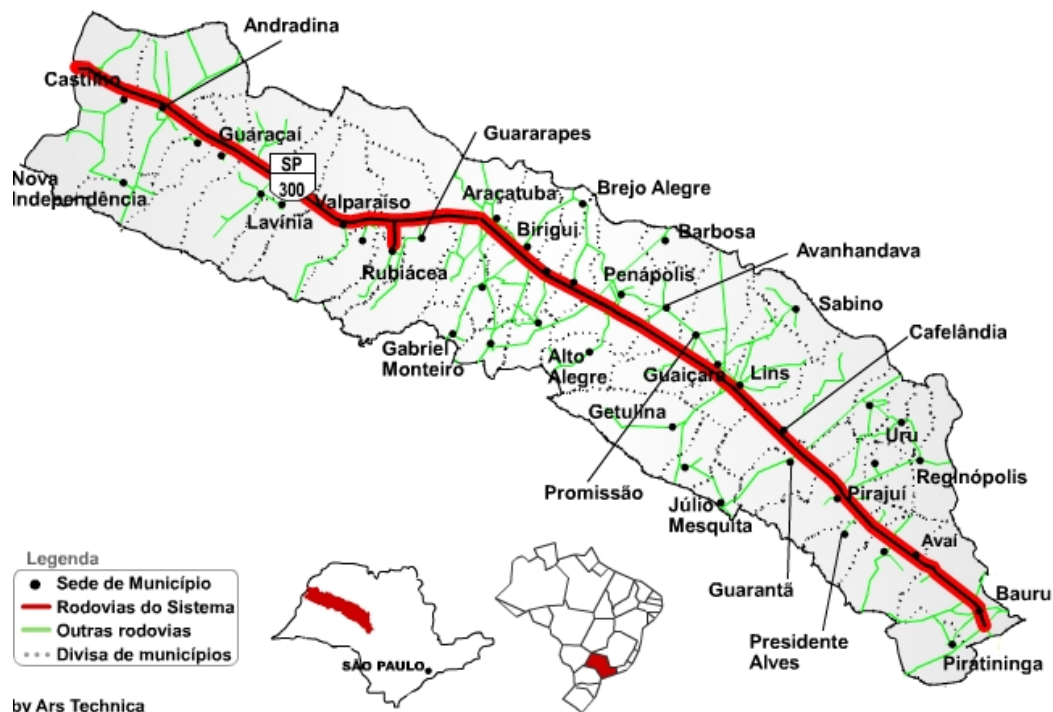 Andradina
Castilho
Guaraçaí
Guararapes
SP
300
Nova
Independência
Valparaíso
Lavínia
Araçatuba
Brejo Alegre
Birigui
Barbosa
Rubiácea
Penápolis
Avanhandava
Sabino
Cafelândia
Gabriel
Monteiro
Alto
Alegre
Guaiçara
Lins
Getulina
Uru
Promissão
Reginópolis
Pirajuí
Júlio
Mesquita
Avaí
Guarantã
Bauru
Presidente
Alves
Piratininga
Legenda
Sede de Município
Rodovias do Sistema
Outras rodovias
Divisa de municípios
SÃO PAULO
by Ars Technica